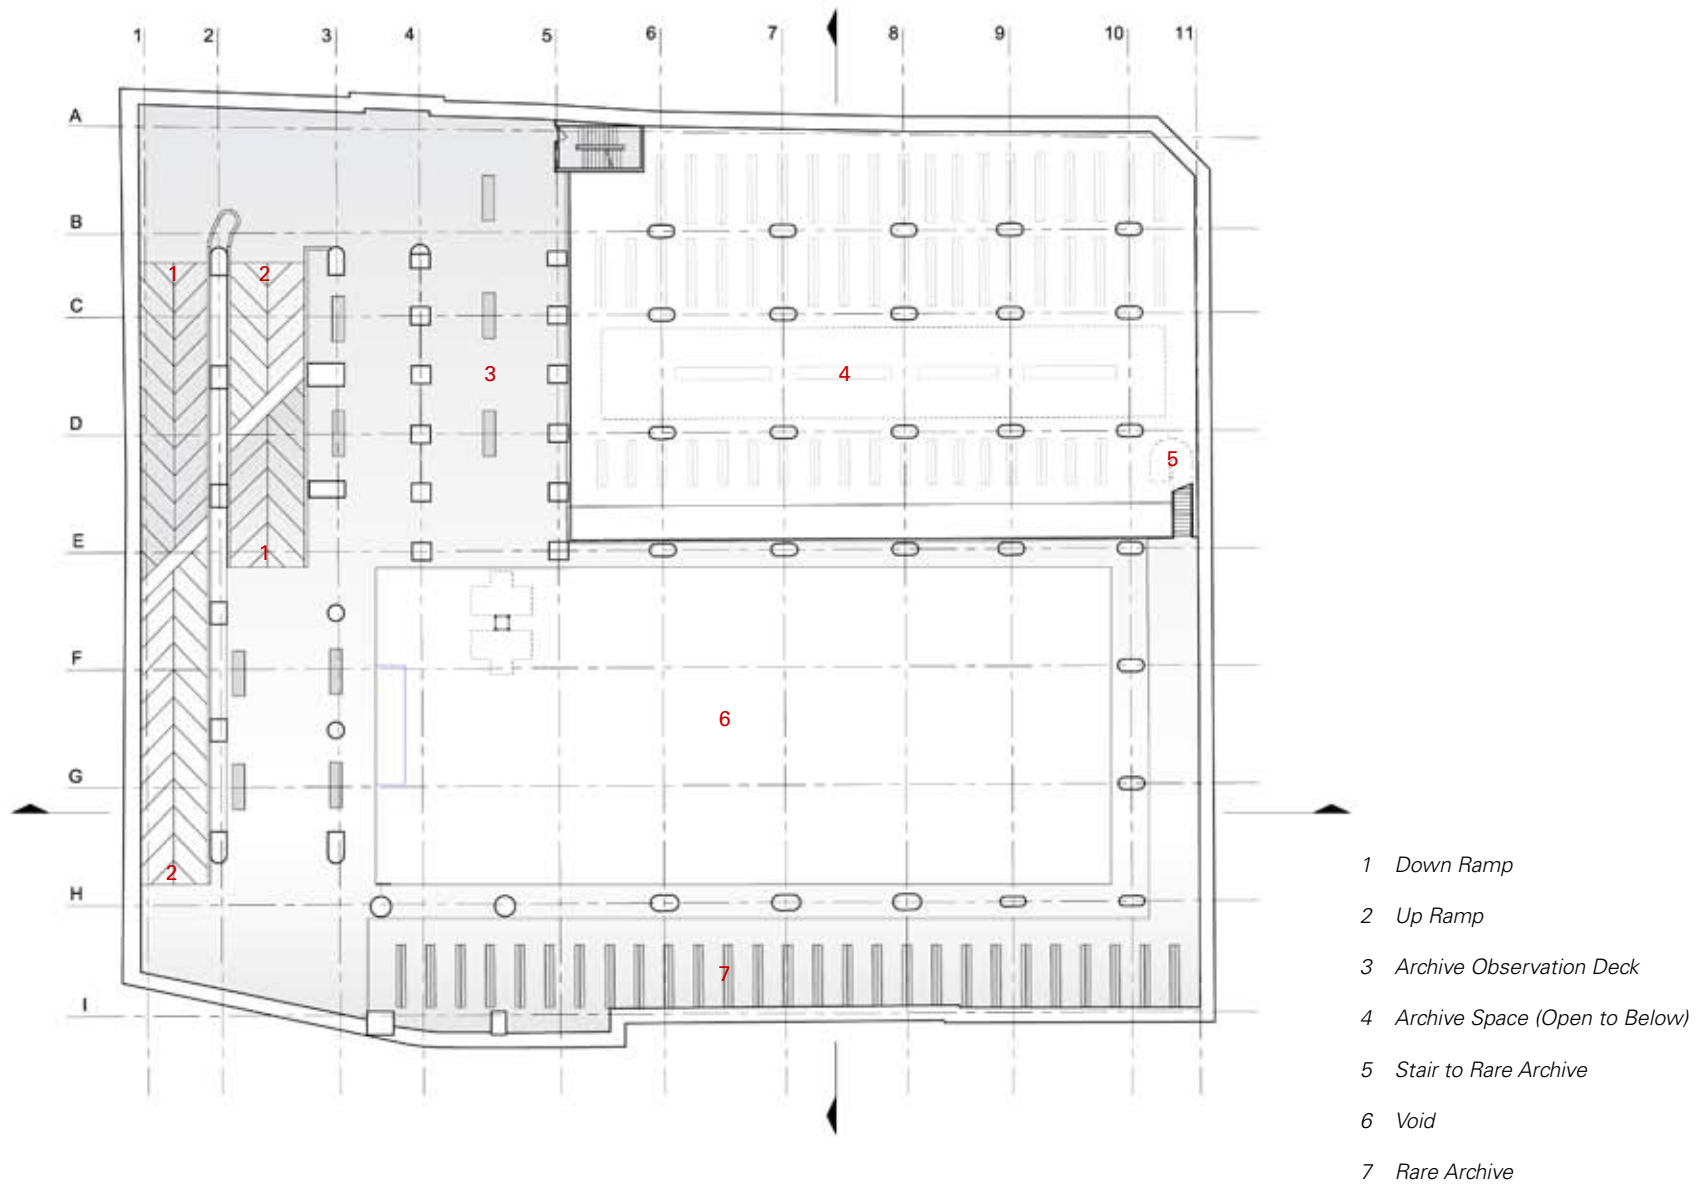 1 2 3 4 5 6 7 8 9 10 11
A
B
1 2
C
3 4
D
5
E
1
F
6
G
2
H
7
I
1 Down Ramp
2 Up Ramp
3 Archive Observation Deck
4 Archive Space (Open to Below)
5 Stair to Rare Archive
6 Void
7 Rare Archive